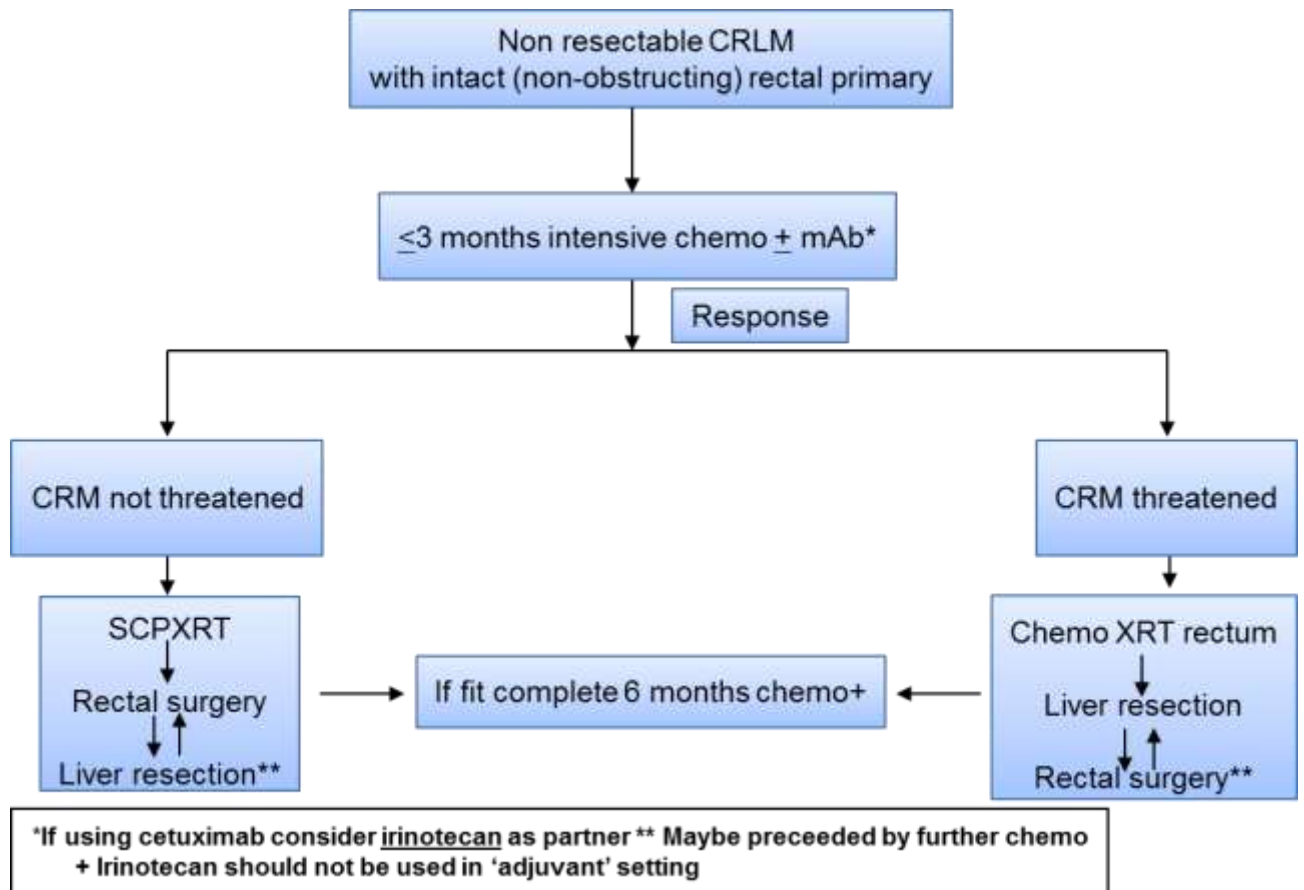 Non resectable CRLM
with intact (non-obstructing) rectal primary
≤3 months intensive chemo ± mAb*
Response
CRM not threatened
CRM threatened
SCPXRT
Rectal surgery
Liver resection**
If fit complete 6 months chemo+
Chemo XRT rectum
Liver resection
Rectal surgery**
*If using cetuximab consider irinotecan as partner ** Maybe preceeded by further chemo
+ Irinotecan should not be used in ‘adjuvant’ setting